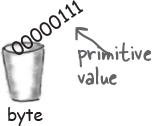 00000111
primitive
value
byte